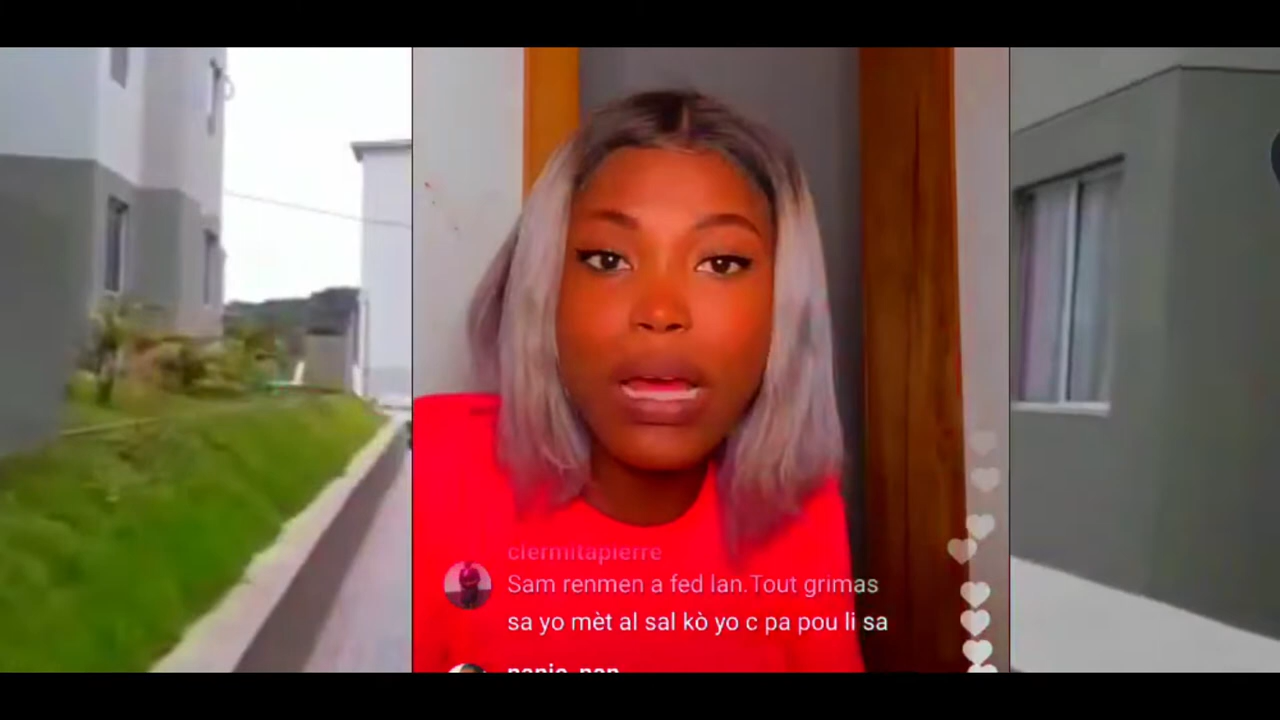 clermitapierre
Sam renmen a fed lan.Tout grimas
sa yo mèt al sal kò yo c pa pou li sa